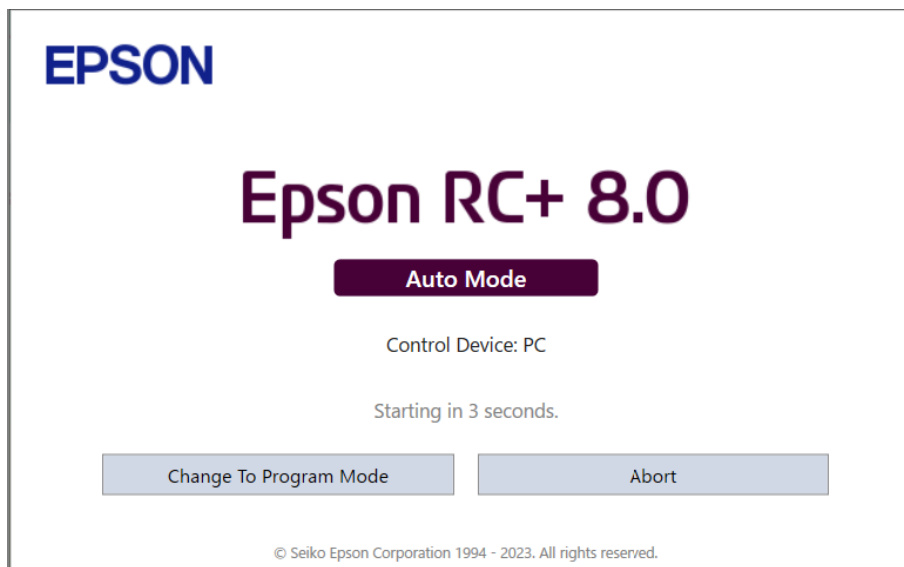 EPSON
Epson RC+ 8.0
Auto Mode
Control Device: PC
Starting in 3 seconds.
Change To Program Mode
Abort
© Seiko Epson Corporation 1994 - 2023. All rights reserved.